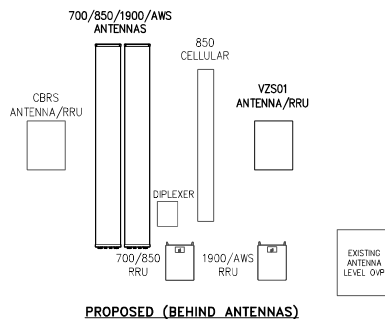 700/850/1900/AWS
ANTENNAS
850
CELLULAR
CBRS
ANTENNA/RRU
VZS01
ANTENNA/RRU
DIPLEXER
700/850
RRU
1900/AWS
RRU
EXISTING
ANTENNA
LEVEL OVP
PROPOSED (BEHIND ANTENNAS)